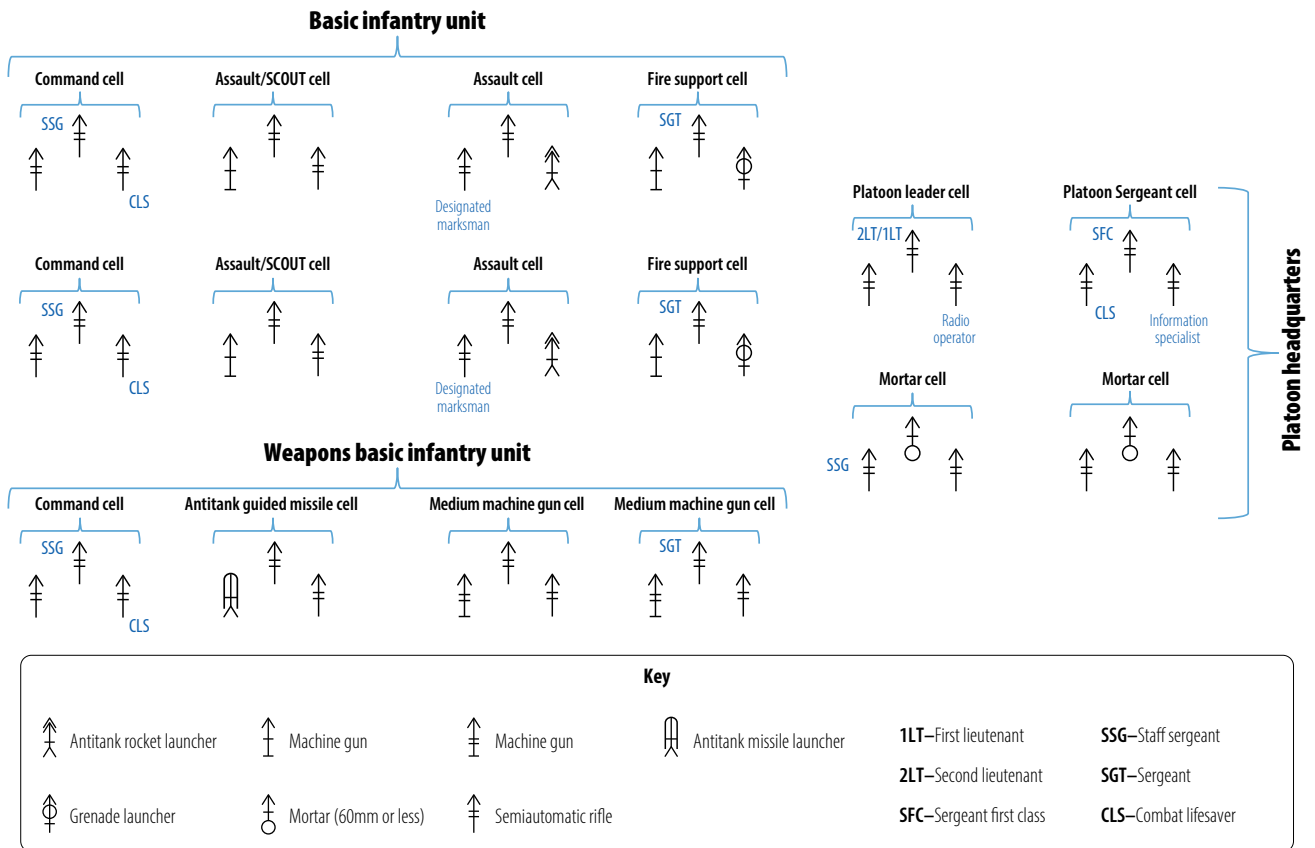 Basic infantry unit
Command cell
Assault/SCOUT cell
Assault cell
Fire support cell
SSG
SGT
CLS
Designated
marksman
Command cell
Assault/SCOUT cell
Assault cell
Fire support cell
SSG
SGT
CLS
Designated
marksman
Weapons basic infantry unit
Command cell
Antitank guided missile cell
Medium machine gun cell
Medium machine gun cell
SSG
SGT
CLS
Platoon leader cell
Platoon Sergeant cell
2LT/1LT
SFC
Radio
operator
CLS
Information
specialist
Mortar cell
Mortar cell
SSG
Platoon headquarters
Key
Antitank rocket launcher
Machine gun
Machine gun
Antitank missile launcher
Grenade launcher
Mortar (60mm or less)
Semiautomatic rifle
1LT–First lieutenant
SSG–Staff sergeant
2LT–Second lieutenant
SGT–Sergeant
SFC–Sergeant first class
CLS–Combat lifesaver